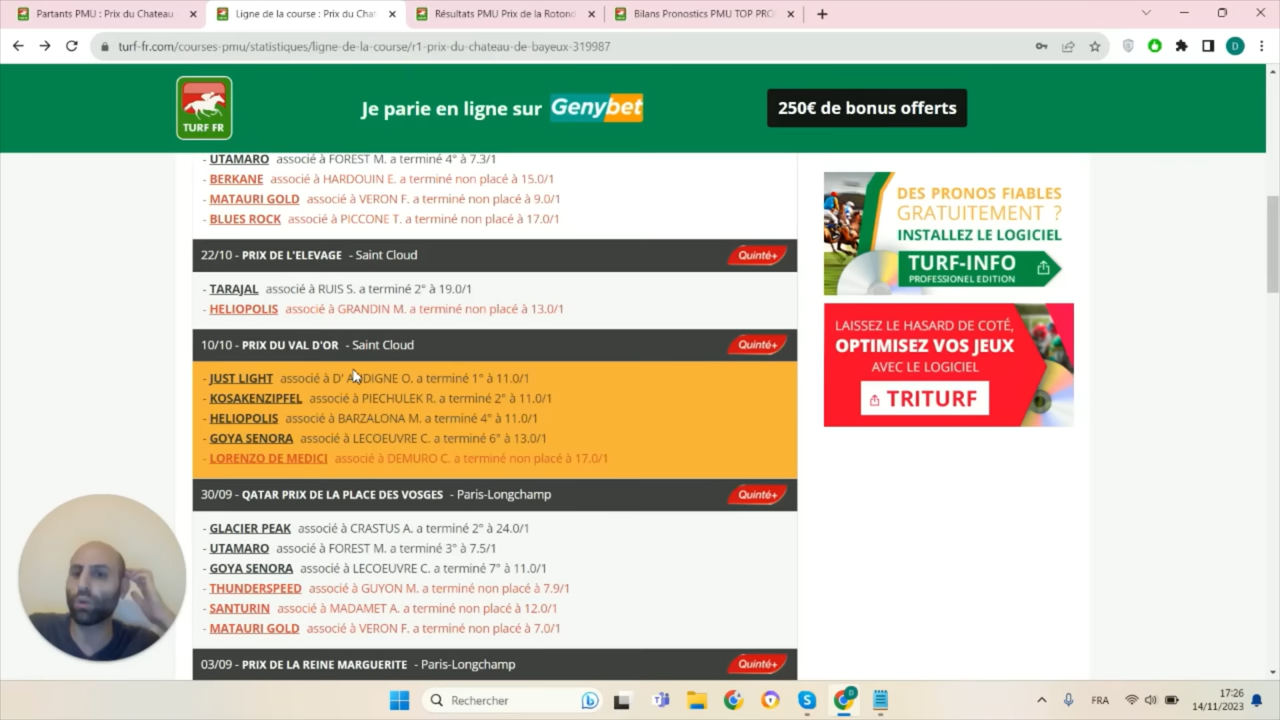 Partants PMU : Prix du Chateau
Ligne de la course : Prix du Chat
Résultats PMU Prix de la Rotond
Bilans Pronostics PMU TOP PRO
turf-fr.com/courses-pmu/statistiques/ligne-de-la-course/r1-prix-du-chateau-de-bayeux-319987
D
TURF FR
Je parie en ligne sur Genybet
250€ de bonus offerts
- UTAMARO associé à FOREST M. a terminé 4° à 7.3/1
- BERKANE associé à HARDOUIN E. a terminé non placé à 15.0/1
- MATAURI GOLD associé à VERON F. a terminé non placé à 9.0/1
- BLUES ROCK associé à PICCONE T. a terminé non placé à 17.0/1
22/10 - PRIX DE L'ELEVAGE - Saint Cloud
Quinté+
- TARAJAL associé à RUIS S. a terminé 2° à 19.0/1
- HELIOPOLIS associé à GRANDIN M. a terminé non placé à 13.0/1
10/10 - PRIX DU VAL D'OR - Saint Cloud
Quinté+
- JUST LIGHT associé à D' ANDIGNE O. a terminé 1° à 11.0/1
- KOSAKENZIPFEL associé à PIECHULEK R. a terminé 2° à 11.0/1
- HELIOPOLIS associé à BARZALONA M. a terminé 4° à 11.0/1
- GOYA SENORA associé à LECOEUVRE C. a terminé 6° à 13.0/1
- LORENZO DE MEDICI associé à DEMURO C. a terminé non placé à 17.0/1
30/09 - QATAR PRIX DE LA PLACE DES VOSGES - Paris-Longchamp
Quinté+
- GLACIER PEAK associé à CRASTUS A. a terminé 2° à 24.0/1
- UTAMARO associé à FOREST M. a terminé 3° à 7.5/1
- GOYA SENORA associé à LECOEUVRE C. a terminé 7° à 11.0/1
- THUNDERSPEED associé à GUYON M. a terminé non placé à 7.9/1
- SANTURIN associé à MADAMET A. a terminé non placé à 12.0/1
- MATAURI GOLD associé à VERON F. a terminé non placé à 7.0/1
03/09 - PRIX DE LA REINE MARGUERITE - Paris-Longchamp
Quinté+
DES PRONOS FIABLES
GRATUITEMENT ?
INSTALLEZ LE LOGICIEL
TURF-INFO
PROFESSIONEL EDITION
LAISSEZ LE HASARD DE COTÉ,
OPTIMISEZ VOS JEUX
AVEC LE LOGICIEL
TRITURF
Rechercher
FRA
17:26
14/11/2023